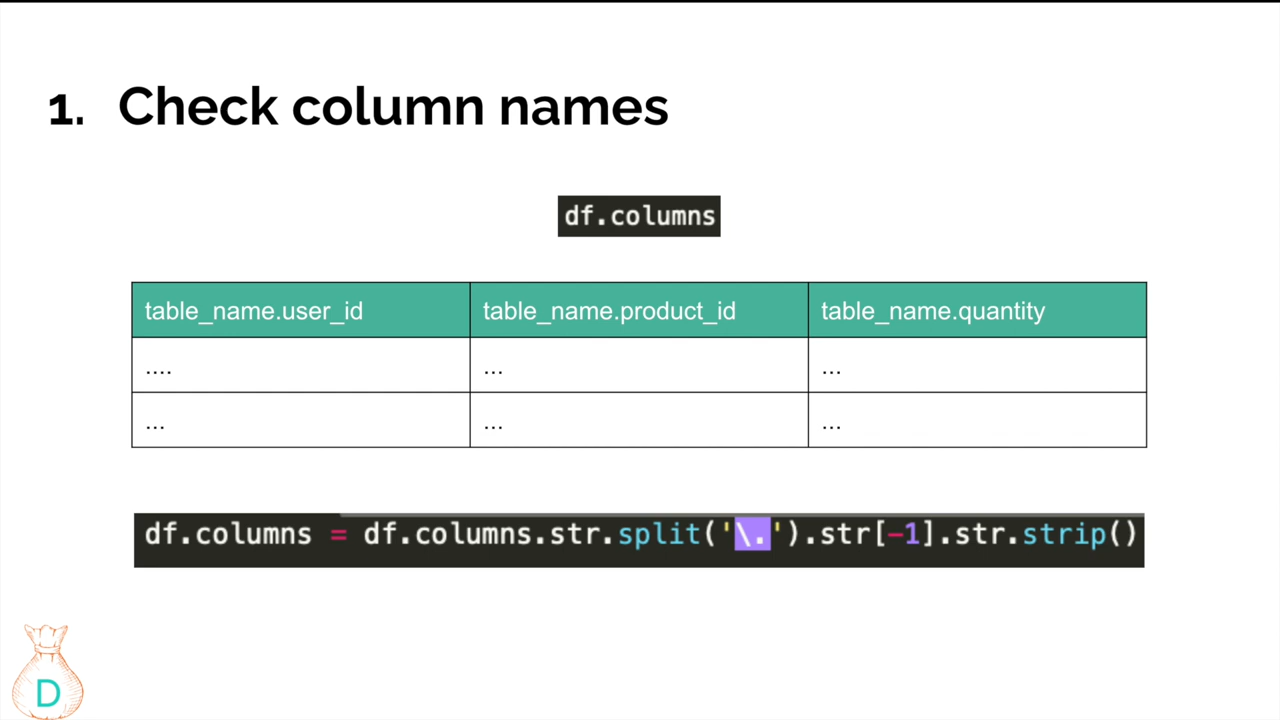 1. Check column names
df.columns
table_name.user_id table_name.product_id table_name.quantity
.... ... ...
... ... ...
df.columns = df.columns.str.split('\.').str[-1].str.strip()
D